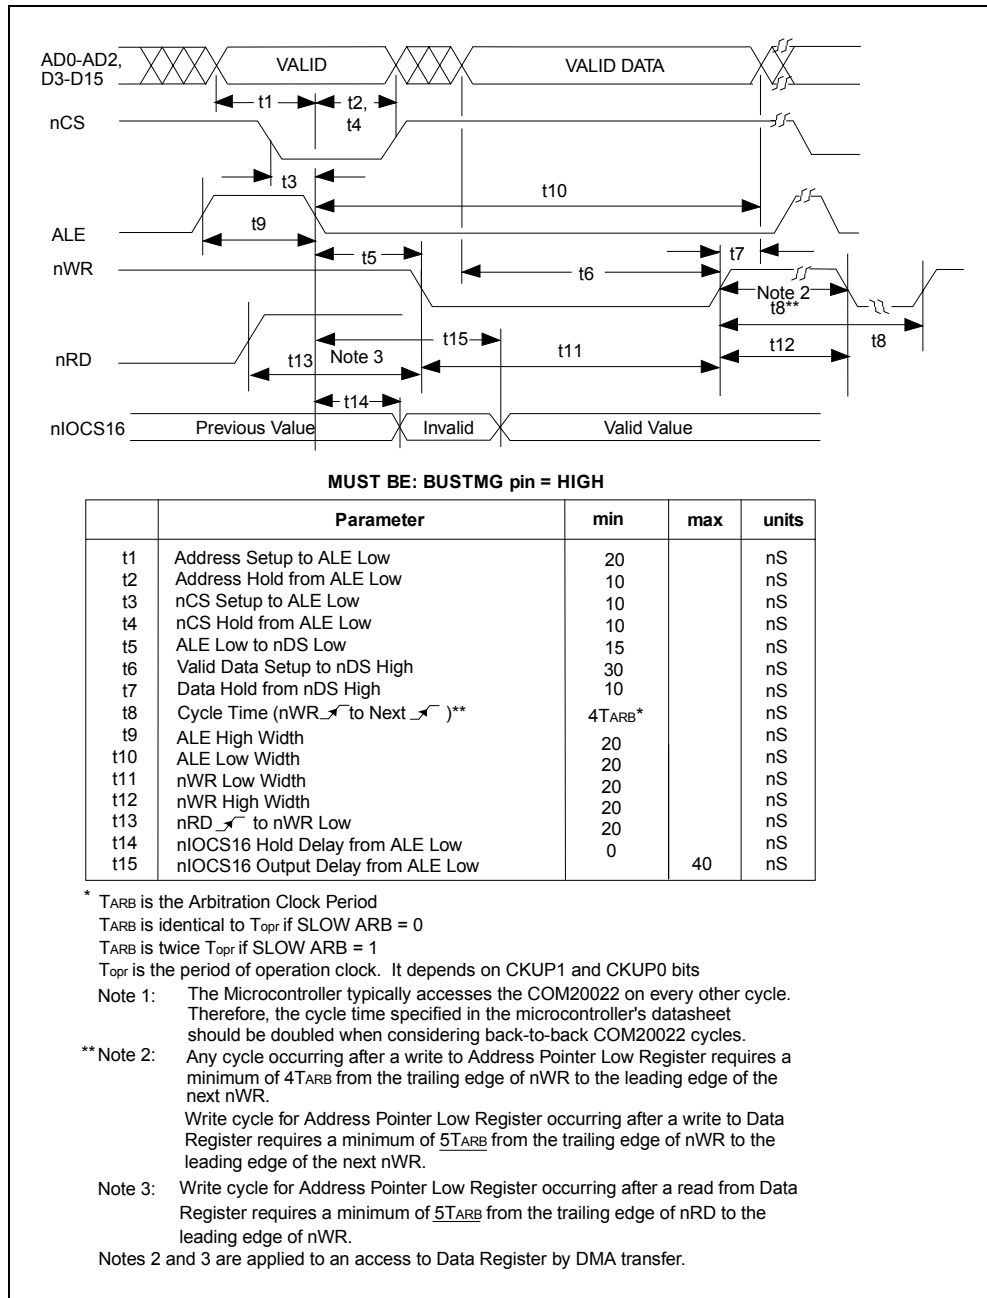 AD0-AD2,
D3-D15
VALID
VALID DATA
t1
t2,
t4
nCS
t3
t10
t9
ALE
t5
t7
nWR
t6
Note 2
t8**
t15
t8
nRD
t13
Note 3
t11
t12
t14
nIOCS16
Previous Value
Invalid
Valid Value
MUST BE: BUSTMG pin = HIGH
Parameter min max units
t1 Address Setup to ALE Low 20 nS
t2 Address Hold from ALE Low 10 nS
t3 nCS Setup to ALE Low 10 nS
t4 nCS Hold from ALE Low 10 nS
t5 ALE Low to nDS Low 15 nS
t6 Valid Data Setup to nDS High 30 nS
t7 Data Hold from nDS High 10 nS
t8 Cycle Time (nWR to Next )** 4TARB* nS
t9 ALE High Width 20 nS
t10 ALE Low Width 20 nS
t11 nWR Low Width 20 nS
t12 nWR High Width 20 nS
t13 nRD to nWR Low 20 nS
t14 nIOCS16 Hold Delay from ALE Low 0 nS
t15 nIOCS16 Output Delay from ALE Low 40 nS
* TARB is the Arbitration Clock Period
TARB is identical to Topr if SLOW ARB = 0
TARB is twice Topr if SLOW ARB = 1
Topr is the period of operation clock. It depends on CKUP1 and CKUP0 bits
Note 1: The Microcontroller typically accesses the COM20022 on every other cycle.
Therefore, the cycle time specified in the microcontroller's datasheet
should be doubled when considering back-to-back COM20022 cycles.
**Note 2: Any cycle occurring after a write to Address Pointer Low Register requires a
minimum of 4TARB from the trailing edge of nWR to the leading edge of the
next nWR.
Write cycle for Address Pointer Low Register occurring after a write to Data
Register requires a minimum of 5TARB from the trailing edge of nWR to the
leading edge of the next nWR.
Note 3: Write cycle for Address Pointer Low Register occurring after a read from Data
Register requires a minimum of 5TARB from the trailing edge of nRD to the
leading edge of nWR.
Notes 2 and 3 are applied to an access to Data Register by DMA transfer.